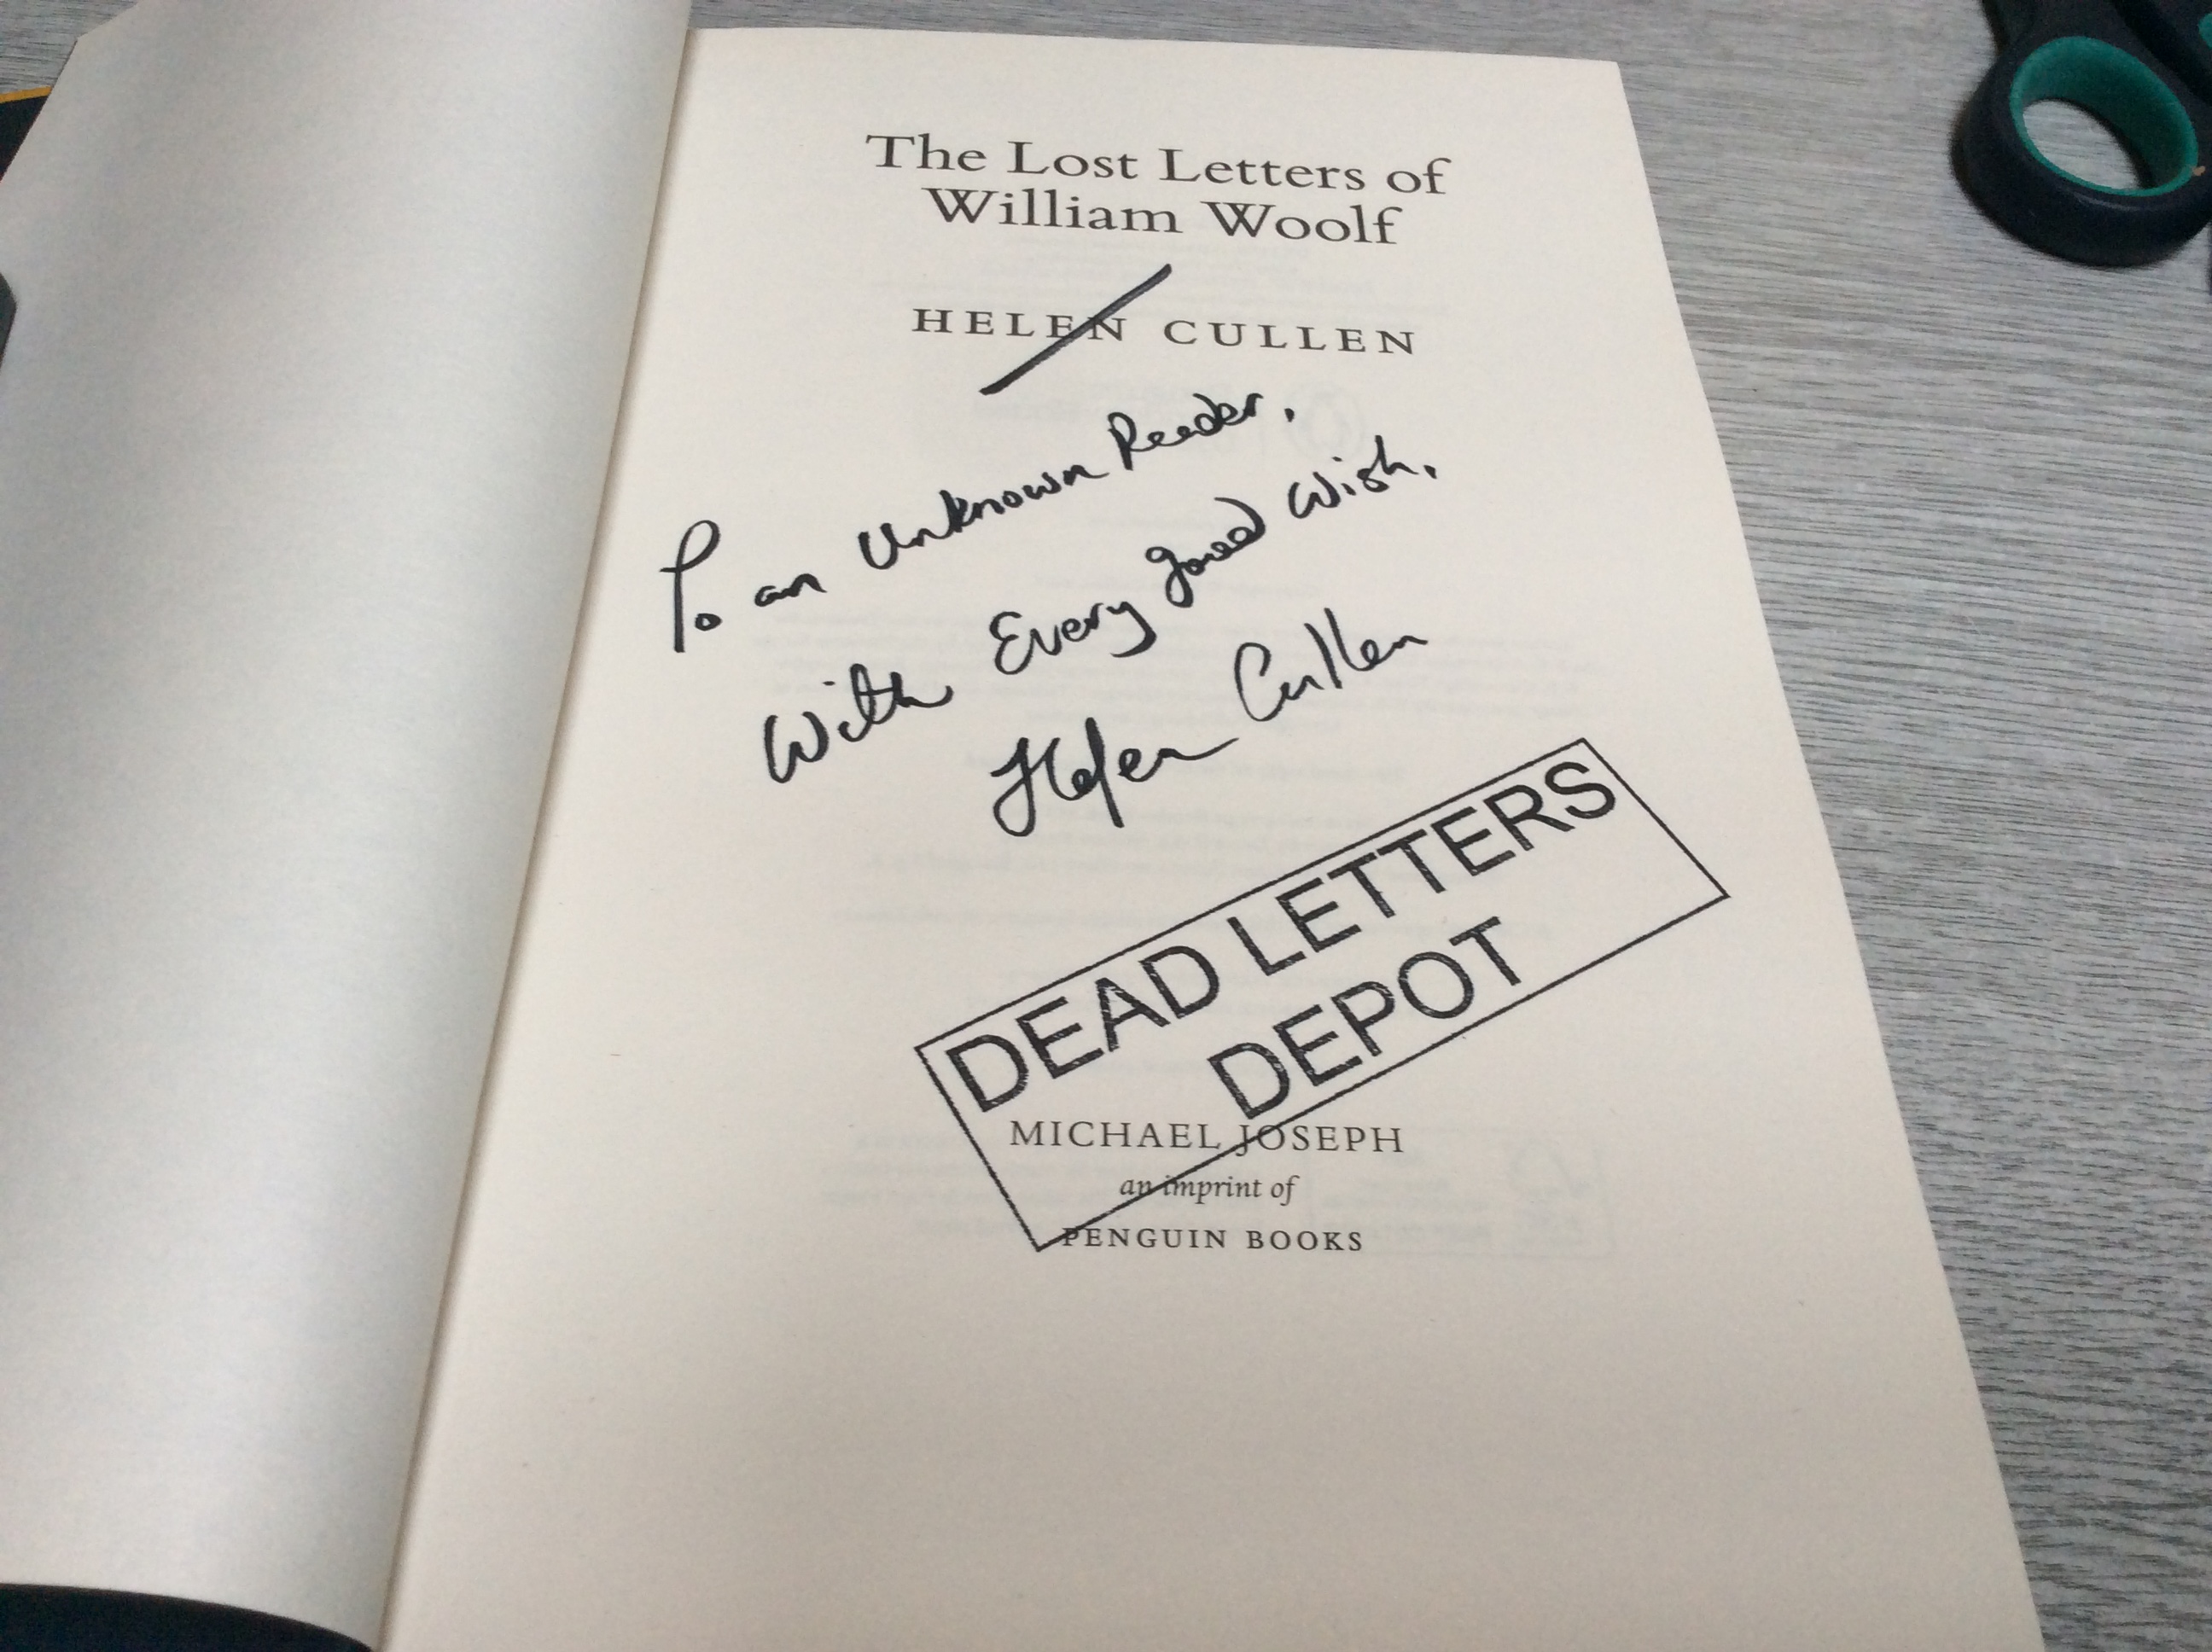 The Lost Letters of
William Woolf
HELEN CULLEN
To an Unknown Reader,
With Every good Wish,
Helen Cullen
DEAD LETTERS
DEPOT
MICHAEL JOSEPH
an imprint of
PENGUIN BOOKS